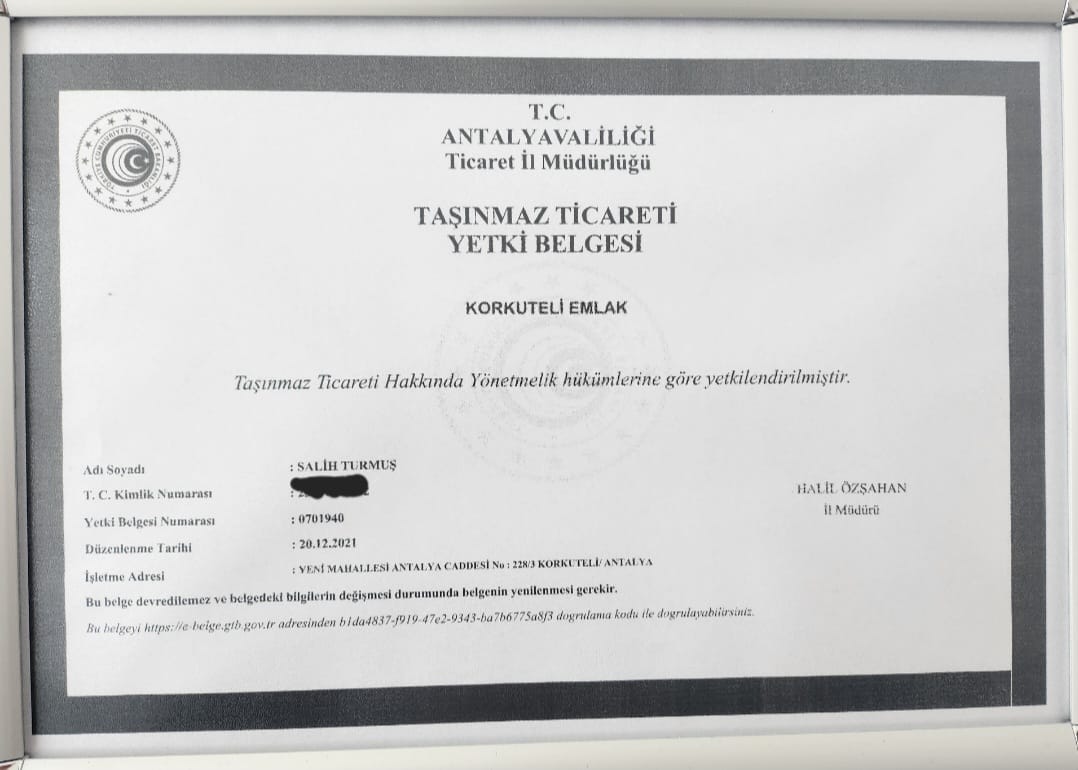 T.C.
ANTALYAVALİLİĞİ
Ticaret İl Müdürlüğü
TAŞINMAZ TİCARETİ
YETKİ BELGESİ
KORKUTELİ EMLAK
Taşınmaz Ticareti Hakkında Yönetmelik hükümlerine göre yetkilendirilmiştir.
Adı Soyadı : SALİH TURMUŞ
T. C. Kimlik Numarası :
Yetki Belgesi Numarası : 0701940
Düzenlenme Tarihi : 20.12.2021
İşletme Adresi : YENİ MAHALLESİ ANTALYA CADDESİ No : 228/3 KORKUTELİ/ ANTALYA
HALİL ÖZŞAHAN
İl Müdürü
Bu belge devredilemez ve belgedeki bilgilerin değişmesi durumunda belgenin yenilenmesi gerekir.
Bu belgeyi https://e-belge.gtb.gov.tr adresinden b1da4837-f919-47e2-9343-ba7b6775a8f3 dogrulama kodu ile dogrulayabilirsiniz.